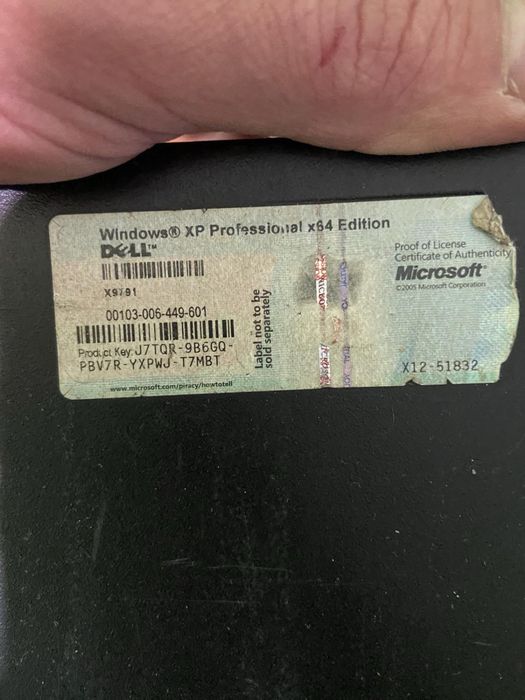 Windows® XP Professional x64 Edition
DELL™
X9791
00103-006-449-601
Product Key: J7TQR-9B6GQ-
PBV7R-YXPWJ-T7MBT
www.microsoft.com/piracy/howtotell
Label not to be
sold separately
Proof of License
Certificate of Authenticity
Microsoft®
©2005 Microsoft Corporation
X12-51832